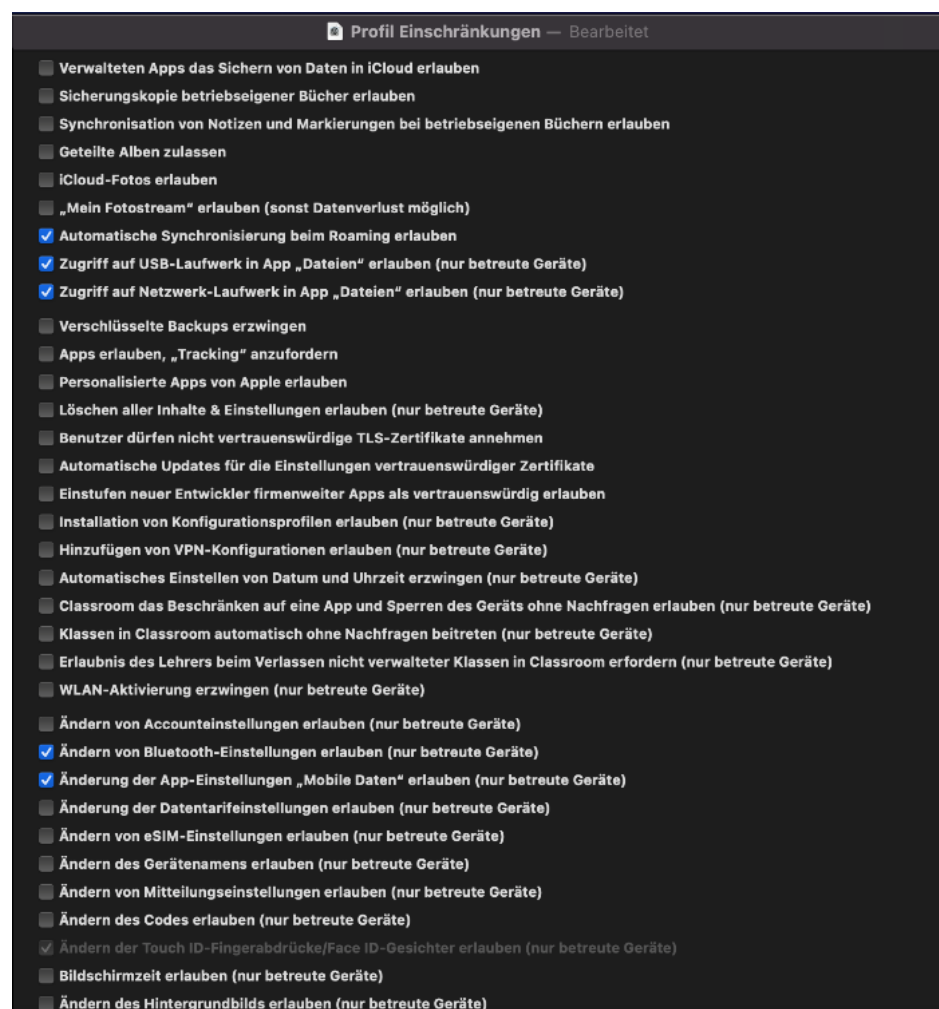 Profil Einschränkungen — Bearbeitet
Verwalteten Apps das Sichern von Daten in iCloud erlauben
Sicherungskopie betriebseigener Bücher erlauben
Synchronisation von Notizen und Markierungen bei betriebseigenen Büchern erlauben
Geteilte Alben zulassen
iCloud-Fotos erlauben
„Mein Fotostream“ erlauben (sonst Datenverlust möglich)
Automatische Synchronisierung beim Roaming erlauben
Zugriff auf USB-Laufwerk in App „Dateien“ erlauben (nur betreute Geräte)
Zugriff auf Netzwerk-Laufwerk in App „Dateien“ erlauben (nur betreute Geräte)
Verschlüsselte Backups erzwingen
Apps erlauben, „Tracking“ anzufordern
Personalisierte Apps von Apple erlauben
Löschen aller Inhalte & Einstellungen erlauben (nur betreute Geräte)
Benutzer dürfen nicht vertrauenswürdige TLS-Zertifikate annehmen
Automatische Updates für die Einstellungen vertrauenswürdiger Zertifikate
Einstufen neuer Entwickler firmenweiter Apps als vertrauenswürdig erlauben
Installation von Konfigurationsprofilen erlauben (nur betreute Geräte)
Hinzufügen von VPN-Konfigurationen erlauben (nur betreute Geräte)
Automatisches Einstellen von Datum und Uhrzeit erzwingen (nur betreute Geräte)
Classroom das Beschränken auf eine App und Sperren des Geräts ohne Nachfragen erlauben (nur betreute Geräte)
Klassen in Classroom automatisch ohne Nachfragen beitreten (nur betreute Geräte)
Erlaubnis des Lehrers beim Verlassen nicht verwalteter Klassen in Classroom erfordern (nur betreute Geräte)
WLAN-Aktivierung erzwingen (nur betreute Geräte)
Ändern von Accounteinstellungen erlauben (nur betreute Geräte)
Ändern von Bluetooth-Einstellungen erlauben (nur betreute Geräte)
Änderung der App-Einstellungen „Mobile Daten“ erlauben (nur betreute Geräte)
Änderung der Datentarifeinstellungen erlauben (nur betreute Geräte)
Ändern von eSIM-Einstellungen erlauben (nur betreute Geräte)
Ändern des Gerätenamens erlauben (nur betreute Geräte)
Ändern von Mitteilungseinstellungen erlauben (nur betreute Geräte)
Ändern des Codes erlauben (nur betreute Geräte)
Ändern der Touch ID-Fingerabdrücke/Face ID-Gesichter erlauben (nur betreute Geräte)
Bildschirmzeit erlauben (nur betreute Geräte)
Ändern des Hintergrundbilds erlauben (nur betreute Geräte)